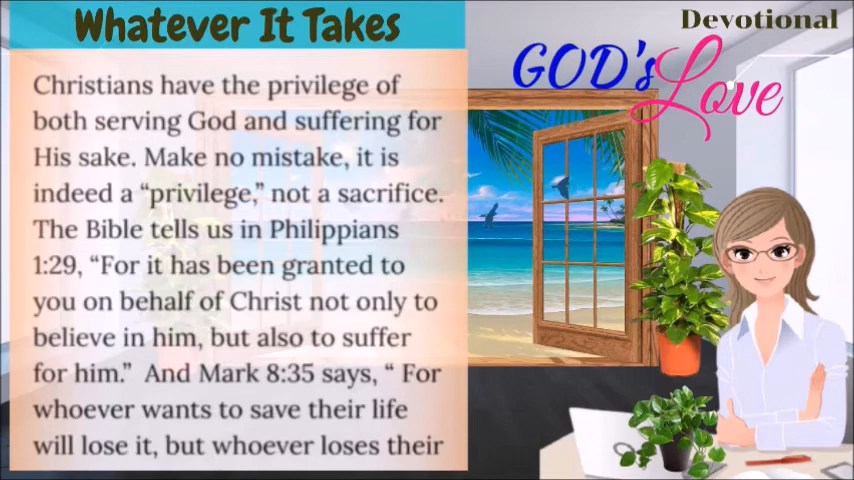 Whatever It Takes
Christians have the privilege of
both serving God and suffering for
His sake. Make no mistake, it is
indeed a “privilege,” not a sacrifice.
The Bible tells us in Philippians
1:29, “For it has been granted to
you on behalf of Christ not only to
believe in him, but also to suffer
for him.” And Mark 8:35 says, “ For
whoever wants to save their life
will lose it, but whoever loses their
Devotional
GOD's
Love